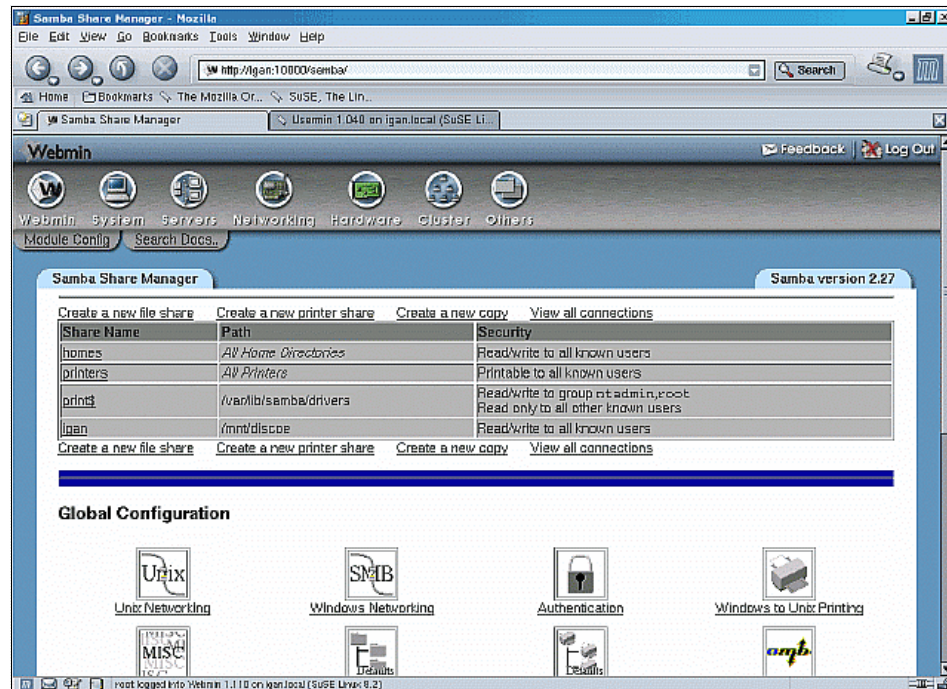 Samba Share Manager - Mozilla
File Edit View Go Bookmarks Tools Window Help
http://igan:10000/samba/ Search
Home Bookmarks The Mozilla Or... SuSE, The Lin...
Samba Share Manager Usermin 1.040 on igan.local (SuSE Li...
Webmin Feedback Log Out
Webmin System Servers Networking Hardware Cluster Others
Module Config Search Docs..
Samba Share Manager Samba version 2.27
Create a new file share Create a new printer share Create a new copy View all connections
Share Name Path Security
homes All Home Directories Read/write to all known users
printers All Printers Printable to all known users
print$ /var/lib/samba/drivers Read/write to group ntadmin,root
Read only to all other known users
igan /mnt/discoe Read/write to all known users
Create a new file share Create a new printer share Create a new copy View all connections
Global Configuration
Unix SMB
Unix Networking Windows Networking Authentication Windows to Unix Printing
MISC Defaults Defaults
root logged into Webmin 1.110 on igan.local (SuSE Linux 8.2)